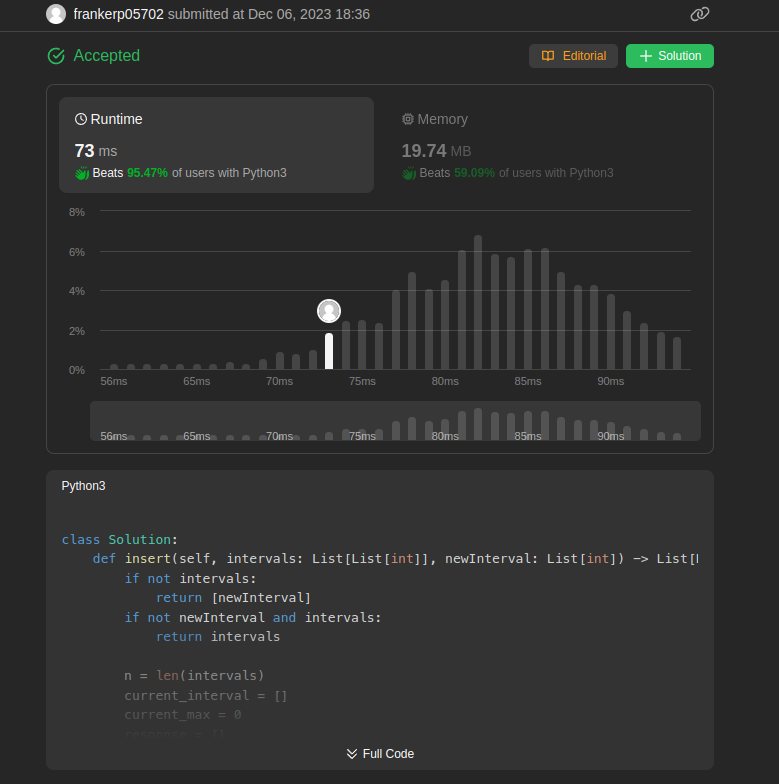 frankerp05702 submitted at Dec 06, 2023 18:36
Accepted
Editorial
Solution
Runtime
Memory
73 ms
19.74 MB
Beats 95.47% of users with Python3
Beats 59.09% of users with Python3
8%
6%
4%
2%
0%
56ms 65ms 70ms 75ms 80ms 85ms 90ms
56ms 65ms 70ms 75ms 80ms 85ms 90ms
Python3
class Solution:
    def insert(self, intervals: List[List[int]], newInterval: List[int]) -> List[
        if not intervals:
            return [newInterval]
        if not newInterval and intervals:
            return intervals
        n = len(intervals)
        current_interval = []
        current_max = 0
        response = []
Full Code